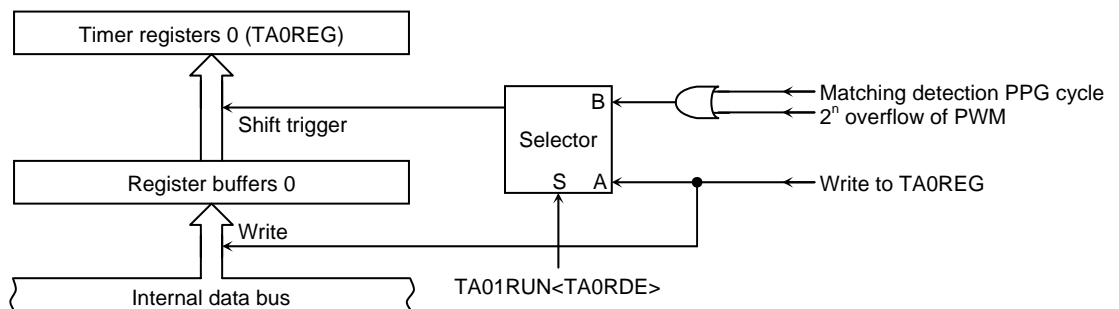 Timer registers 0 (TA0REG)
B
Matching detection PPG cycle
2ⁿ overflow of PWM
Shift trigger
Selector
Register buffers 0
S A
Write to TA0REG
Write
Internal data bus
TA01RUN<TA0RDE>